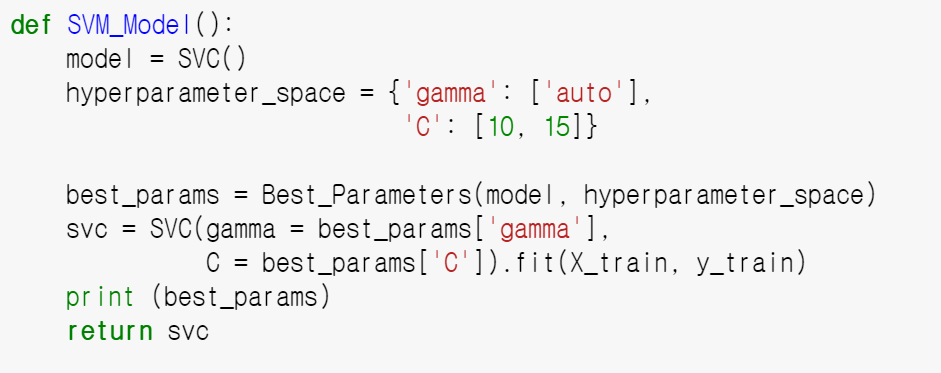 def SVM_Model():
    model = SVC()
    hyperparameter_space = {'gamma': ['auto'],
                            'C': [10, 15]}

    best_params = Best_Parameters(model, hyperparameter_space)
    svc = SVC(gamma = best_params['gamma'],
              C = best_params['C']).fit(X_train, y_train)
    print (best_params)
    return svc